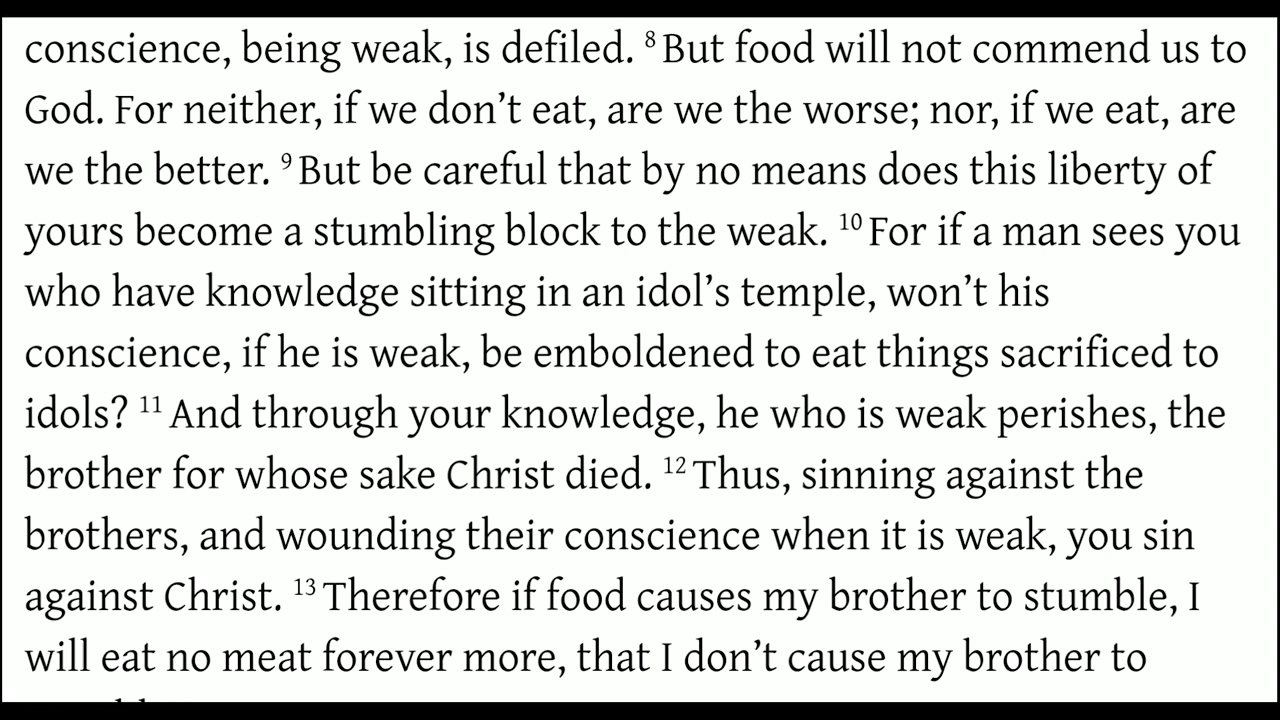 conscience, being weak, is defiled. 8 But food will not commend us to
God. For neither, if we don’t eat, are we the worse; nor, if we eat, are
we the better. 9 But be careful that by no means does this liberty of
yours become a stumbling block to the weak. 10 For if a man sees you
who have knowledge sitting in an idol’s temple, won’t his
conscience, if he is weak, be emboldened to eat things sacrificed to
idols? 11 And through your knowledge, he who is weak perishes, the
brother for whose sake Christ died. 12 Thus, sinning against the
brothers, and wounding their conscience when it is weak, you sin
against Christ. 13 Therefore if food causes my brother to stumble, I
will eat no meat forever more, that I don’t cause my brother to